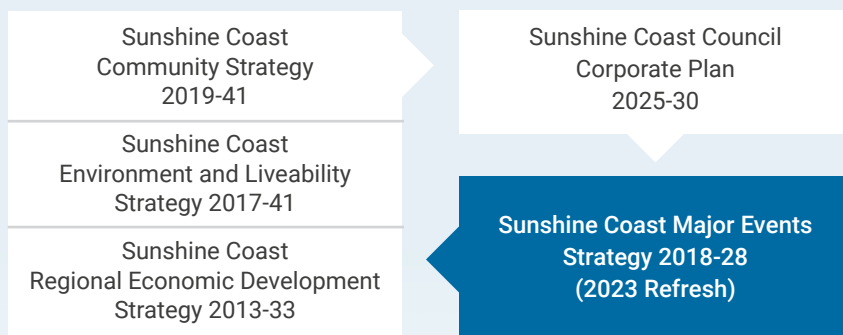 Sunshine Coast
Community Strategy
2019-41
Sunshine Coast
Environment and Liveability
Strategy 2017-41
Sunshine Coast
Regional Economic Development
Strategy 2013-33
Sunshine Coast Council
Corporate Plan
2025-30
Sunshine Coast Major Events
Strategy 2018-28
(2023 Refresh)